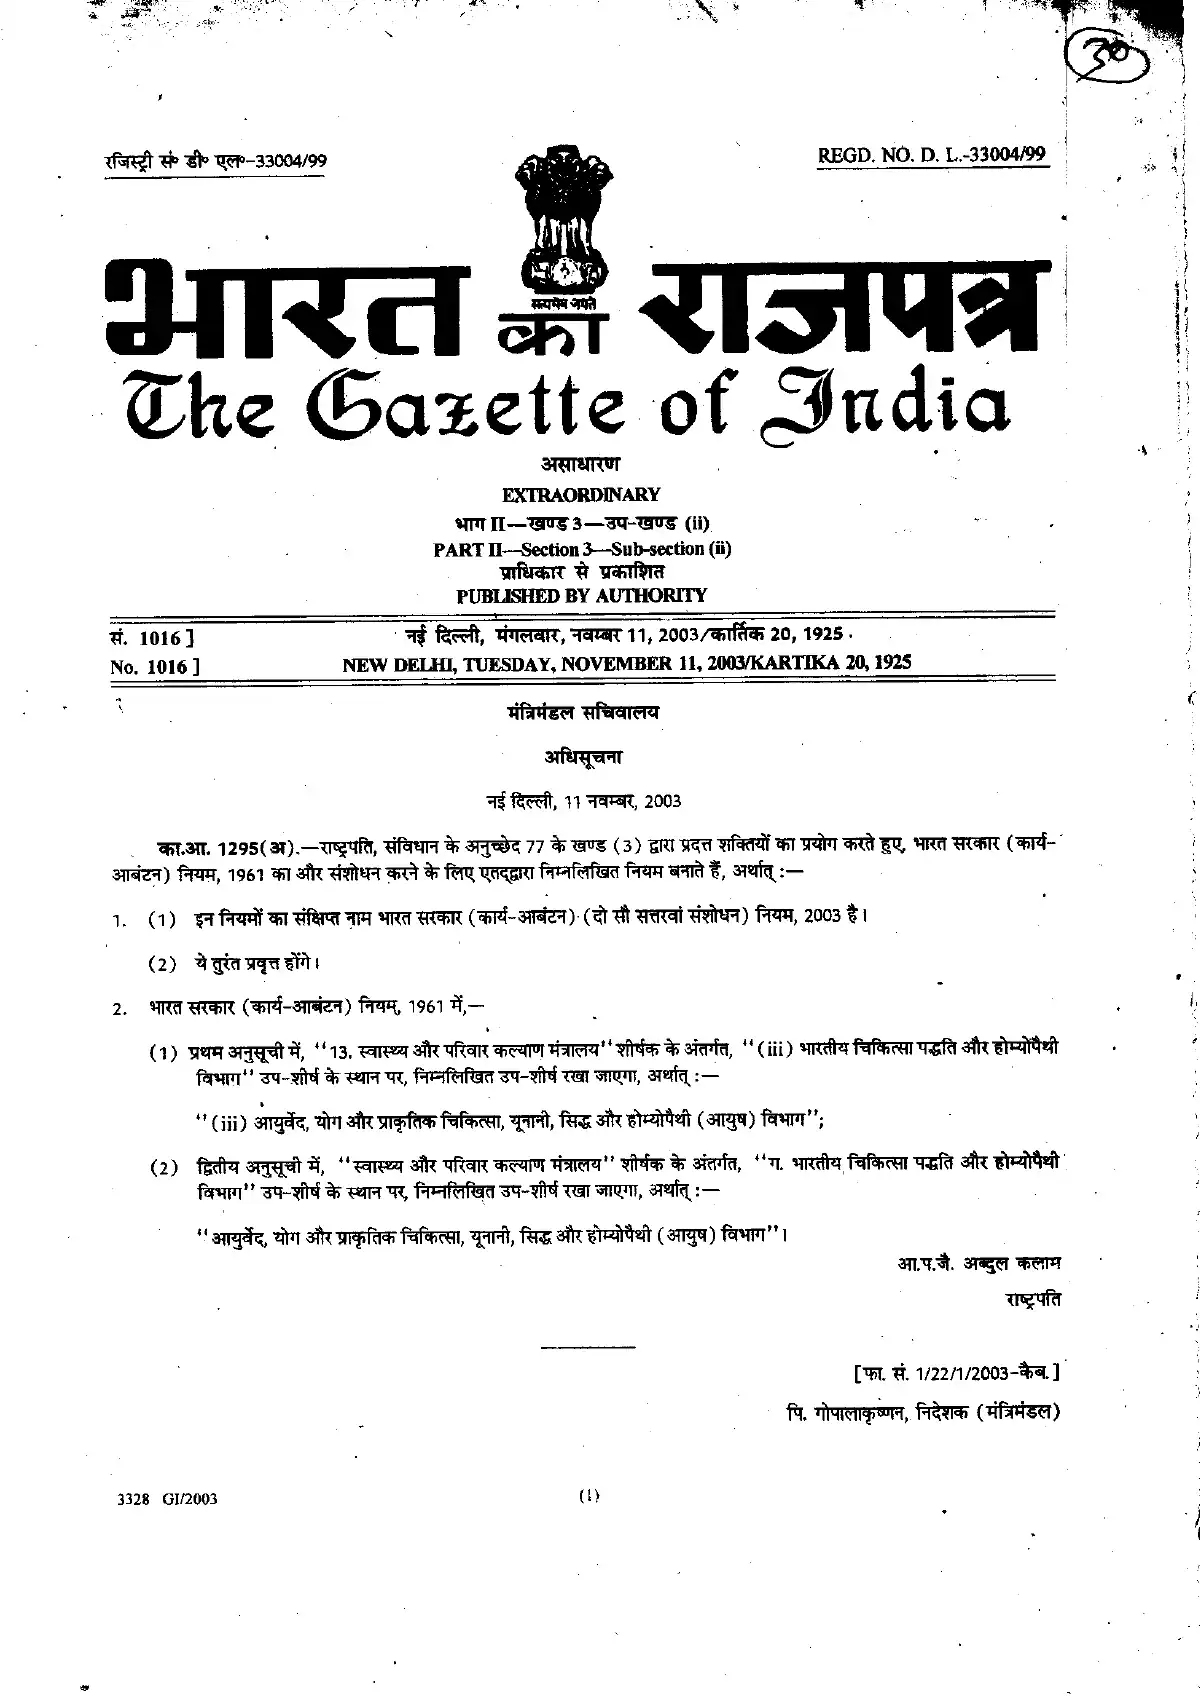 30
रजिस्ट्री सं० डी० एल०-33004/99
REGD. NO. D. L.-33004/99
सत्यमेव जयते
भारत का राजपत्र
The Gazette of India
असाधारण
EXTRAORDINARY
भाग II—खण्ड 3—उप-खण्ड (ii)
PART II—Section 3—Sub-section (ii)
प्राधिकार से प्रकाशित
PUBLISHED BY AUTHORITY
सं. 1016] नई दिल्ली, मंगलवार, नवम्बर 11, 2003/कार्तिक 20, 1925
No. 1016] NEW DELHI, TUESDAY, NOVEMBER 11, 2003/KARTIKA 20, 1925
मंत्रिमंडल सचिवालय
अधिसूचना
नई दिल्ली, 11 नवम्बर, 2003
का.आ. 1295(अ).—राष्ट्रपति, संविधान के अनुच्छेद 77 के खण्ड (3) द्वारा प्रदत्त शक्तियों का प्रयोग करते हुए, भारत सरकार (कार्य-
आबंटन) नियम, 1961 का और संशोधन करने के लिए एतद्द्वारा निम्नलिखित नियम बनाते हैं, अर्थात् :—
1. (1) इन नियमों का संक्षिप्त नाम भारत सरकार (कार्य-आबंटन) (दो सौ सत्तरवां संशोधन) नियम, 2003 है।
(2) ये तुरंत प्रवृत्त होंगे।
2. भारत सरकार (कार्य-आबंटन) नियम, 1961 में,—
(1) प्रथम अनुसूची में, "13. स्वास्थ्य और परिवार कल्याण मंत्रालय" शीर्षक के अंतर्गत, "(iii) भारतीय चिकित्सा पद्धति और होम्योपैथी
विभाग" उप-शीर्ष के स्थान पर, निम्नलिखित उप-शीर्ष रखा जाएगा, अर्थात् :—
"(iii) आयुर्वेद, योग और प्राकृतिक चिकित्सा, यूनानी, सिद्ध और होम्योपैथी (आयुष) विभाग";
(2) द्वितीय अनुसूची में, "स्वास्थ्य और परिवार कल्याण मंत्रालय" शीर्षक के अंतर्गत, "ग. भारतीय चिकित्सा पद्धति और होम्योपैथी
विभाग" उप-शीर्ष के स्थान पर, निम्नलिखित उप-शीर्ष रखा जाएगा, अर्थात् :—
"आयुर्वेद, योग और प्राकृतिक चिकित्सा, यूनानी, सिद्ध और होम्योपैथी (आयुष) विभाग"।
आ.प.जै. अब्दुल कलाम
राष्ट्रपति
[फा. सं. 1/22/1/2003-कैब.]
पि. गोपालाकृष्णन, निदेशक (मंत्रिमंडल)
3328 GI/2003
(1)